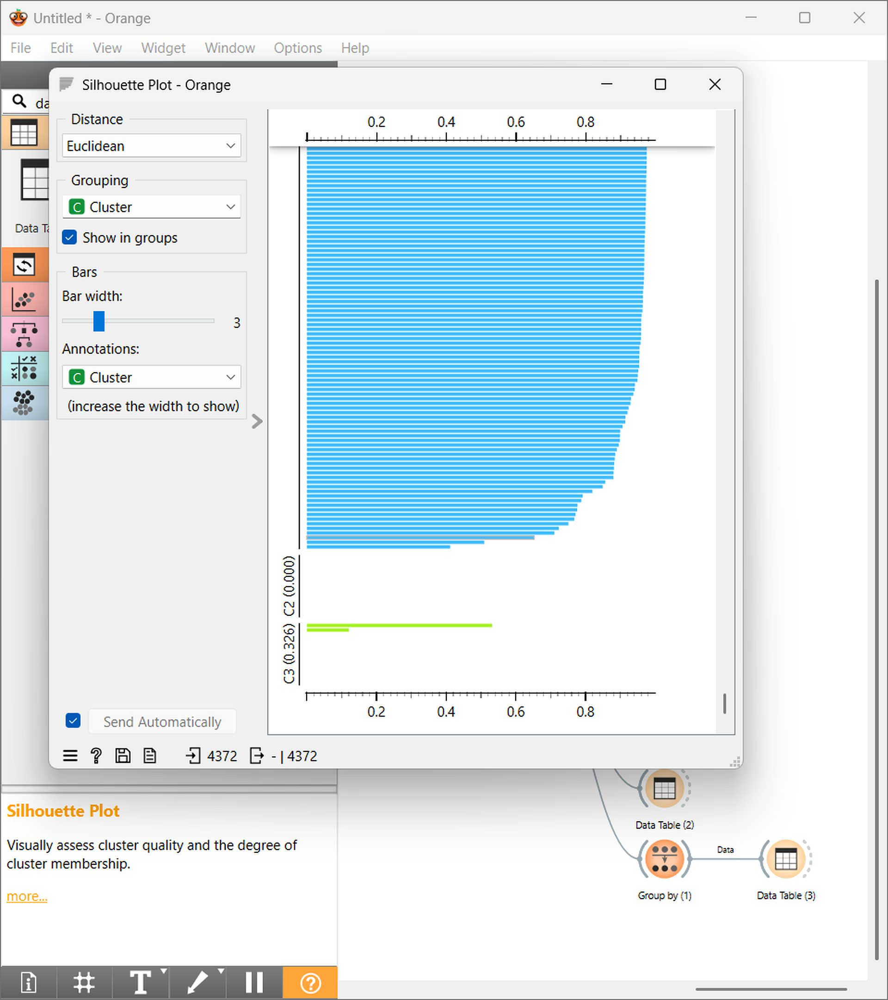 Untitled * - Orange
File Edit View Widget Window Options Help
Silhouette Plot - Orange
da
Distance
Euclidean
Grouping
C Cluster
Show in groups
Bars
Bar width:
3
Annotations:
C Cluster
(increase the width to show)
Data Ta
Send Automatically
4372 - | 4372
0.2 0.4 0.6 0.8
C2 (0.000)
C3 (0.326)
0.2 0.4 0.6 0.8
Silhouette Plot
Visually assess cluster quality and the degree of
cluster membership.
more...
Data Table (2)
Data
Group by (1)
Data Table (3)